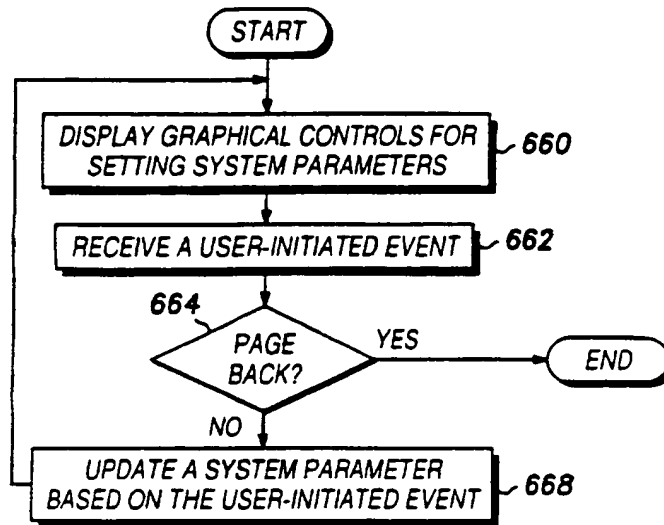 START
DISPLAY GRAPHICAL CONTROLS FOR
SETTING SYSTEM PARAMETERS
660
RECEIVE A USER-INITIATED EVENT
662
664
PAGE
BACK?
YES
END
NO
UPDATE A SYSTEM PARAMETER
BASED ON THE USER-INITIATED EVENT
668